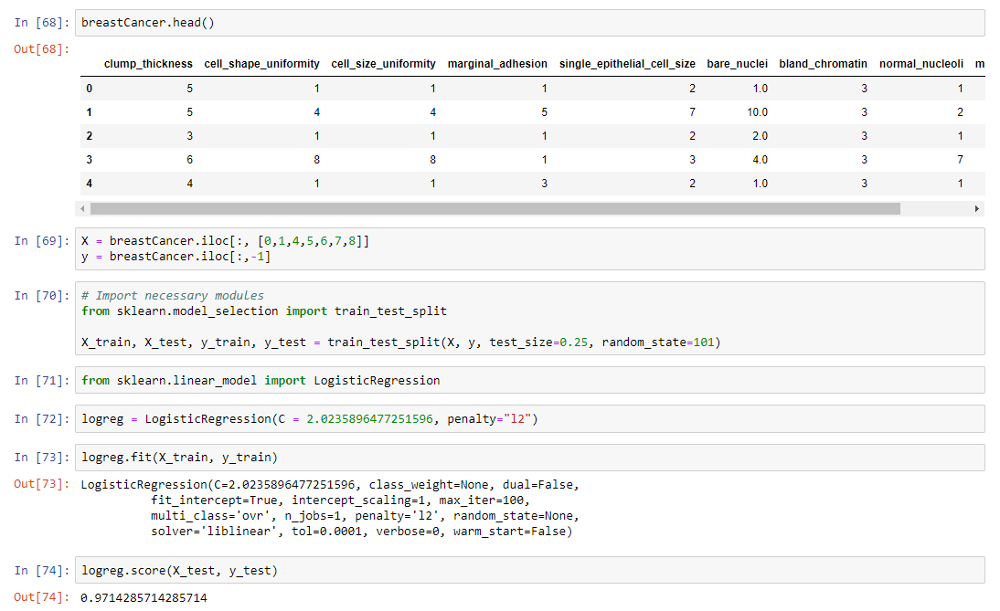 In [68]: breastCancer.head()
Out[68]:
clump_thickness cell_shape_uniformity cell_size_uniformity marginal_adhesion single_epithelial_cell_size bare_nuclei bland_chromatin normal_nucleoli m
0 5 1 1 1 2 1.0 3 1
1 5 4 4 5 7 10.0 3 2
2 3 1 1 1 2 2.0 3 1
3 6 8 8 1 3 4.0 3 7
4 4 1 1 3 2 1.0 3 1
In [69]: X = breastCancer.iloc[:, [0,1,4,5,6,7,8]]
y = breastCancer.iloc[:,-1]
In [70]: # Import necessary modules
from sklearn.model_selection import train_test_split
X_train, X_test, y_train, y_test = train_test_split(X, y, test_size=0.25, random_state=101)
In [71]: from sklearn.linear_model import LogisticRegression
In [72]: logreg = LogisticRegression(C = 2.0235896477251596, penalty="l2")
In [73]: logreg.fit(X_train, y_train)
Out[73]: LogisticRegression(C=2.0235896477251596, class_weight=None, dual=False,
fit_intercept=True, intercept_scaling=1, max_iter=100,
multi_class='ovr', n_jobs=1, penalty='l2', random_state=None,
solver='liblinear', tol=0.0001, verbose=0, warm_start=False)
In [74]: logreg.score(X_test, y_test)
Out[74]: 0.9714285714285714